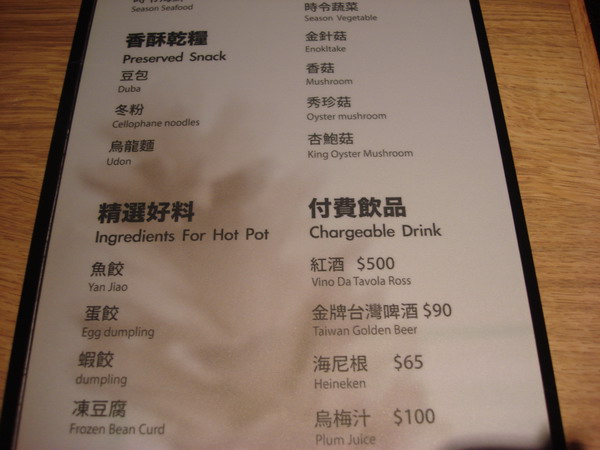 Season Seafood
香酥乾糧
Preserved Snack
豆包
Duba
冬粉
Cellophane noodles
烏龍麵
Udon
精選好料
Ingredients For Hot Pot
魚餃
Yan Jiao
蛋餃
Egg dumpling
蝦餃
dumpling
凍豆腐
Frozen Bean Curd
時令蔬菜
Season Vegetable
金針菇
Enokltake
香菇
Mushroom
秀珍菇
Oyster mushroom
杏鮑菇
King Oyster Mushroom
付費飲品
Chargeable Drink
紅酒 $500
Vino Da Tavola Ross
金牌台灣啤酒 $90
Taiwan Golden Beer
海尼根 $65
Heineken
烏梅汁 $100
Plum Juice